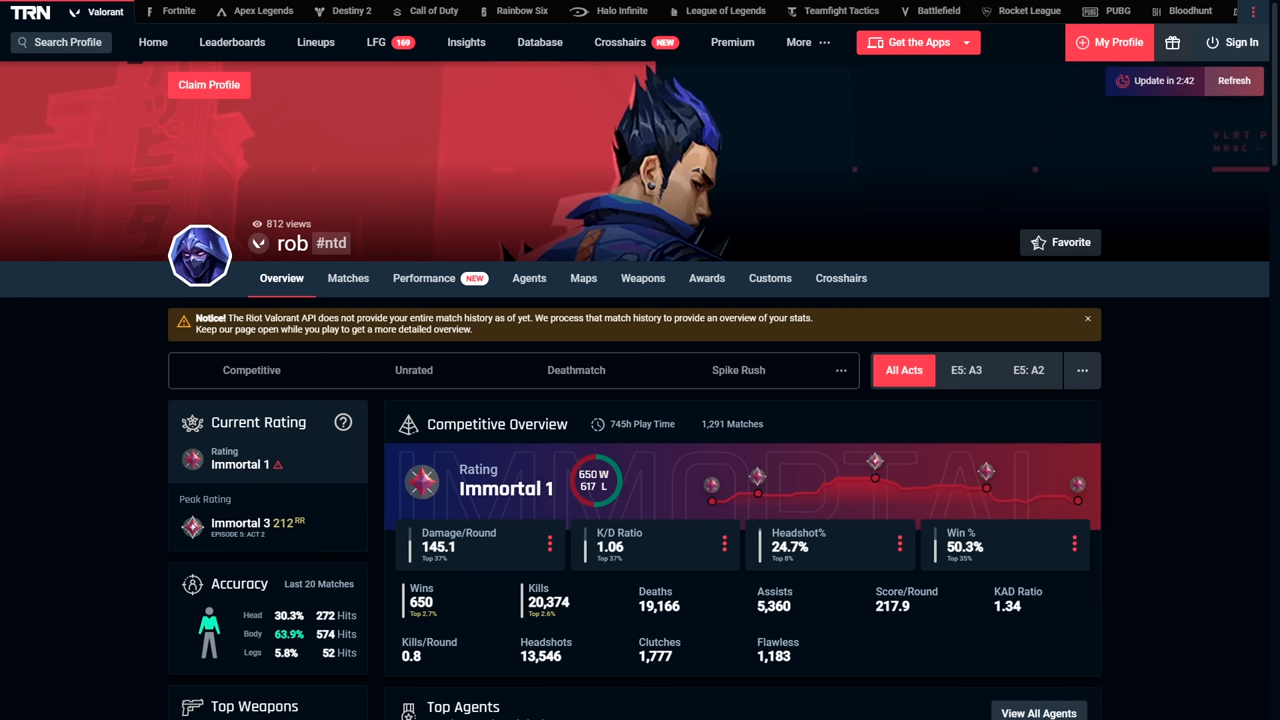 TRN Valorant Fortnite Apex Legends Destiny 2 Call of Duty Rainbow Six Halo Infinite League of Legends Teamfight Tactics Battlefield Rocket League PUBG Bloodhunt
Search Profile Home Leaderboards Lineups LFG 169 Insights Database Crosshairs NEW Premium More Get the Apps My Profile Sign In
Claim Profile
Update in 2:42 Refresh
812 views
rob #ntd
Favorite
Overview Matches Performance NEW Agents Maps Weapons Awards Customs Crosshairs
Notice! The Riot Valorant API does not provide your entire match history as of yet. We process that match history to provide an overview of your stats.
Keep our page open while you play to get a more detailed overview.
Competitive Unrated Deathmatch Spike Rush All Acts E5: A3 E5: A2
Current Rating
Rating
Immortal 1
Peak Rating
Immortal 3 212 RR
EPISODE 5: ACT 2
Accuracy Last 20 Matches
Head 30.3% 272 Hits
Body 63.9% 574 Hits
Legs 5.8% 52 Hits
Top Weapons
Competitive Overview 745h Play Time 1,291 Matches
IMMORTAL
Rating
Immortal 1
650 W
617 L
Damage/Round K/D Ratio Headshot% Win %
145.1 1.06 24.7% 50.3%
Top 37% Top 37% Top 8% Top 35%
Wins Kills Deaths Assists Score/Round KAD Ratio
650 20,374 19,166 5,360 217.9 1.34
Top 2.7% Top 2.6%
Kills/Round Headshots Clutches Flawless
0.8 13,546 1,777 1,183
Top Agents View All Agents